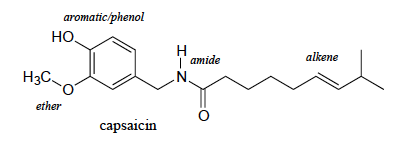 aromatic/phenol
HO
H
N
amide
alkene
H3C
O
ether
O
capsaicin